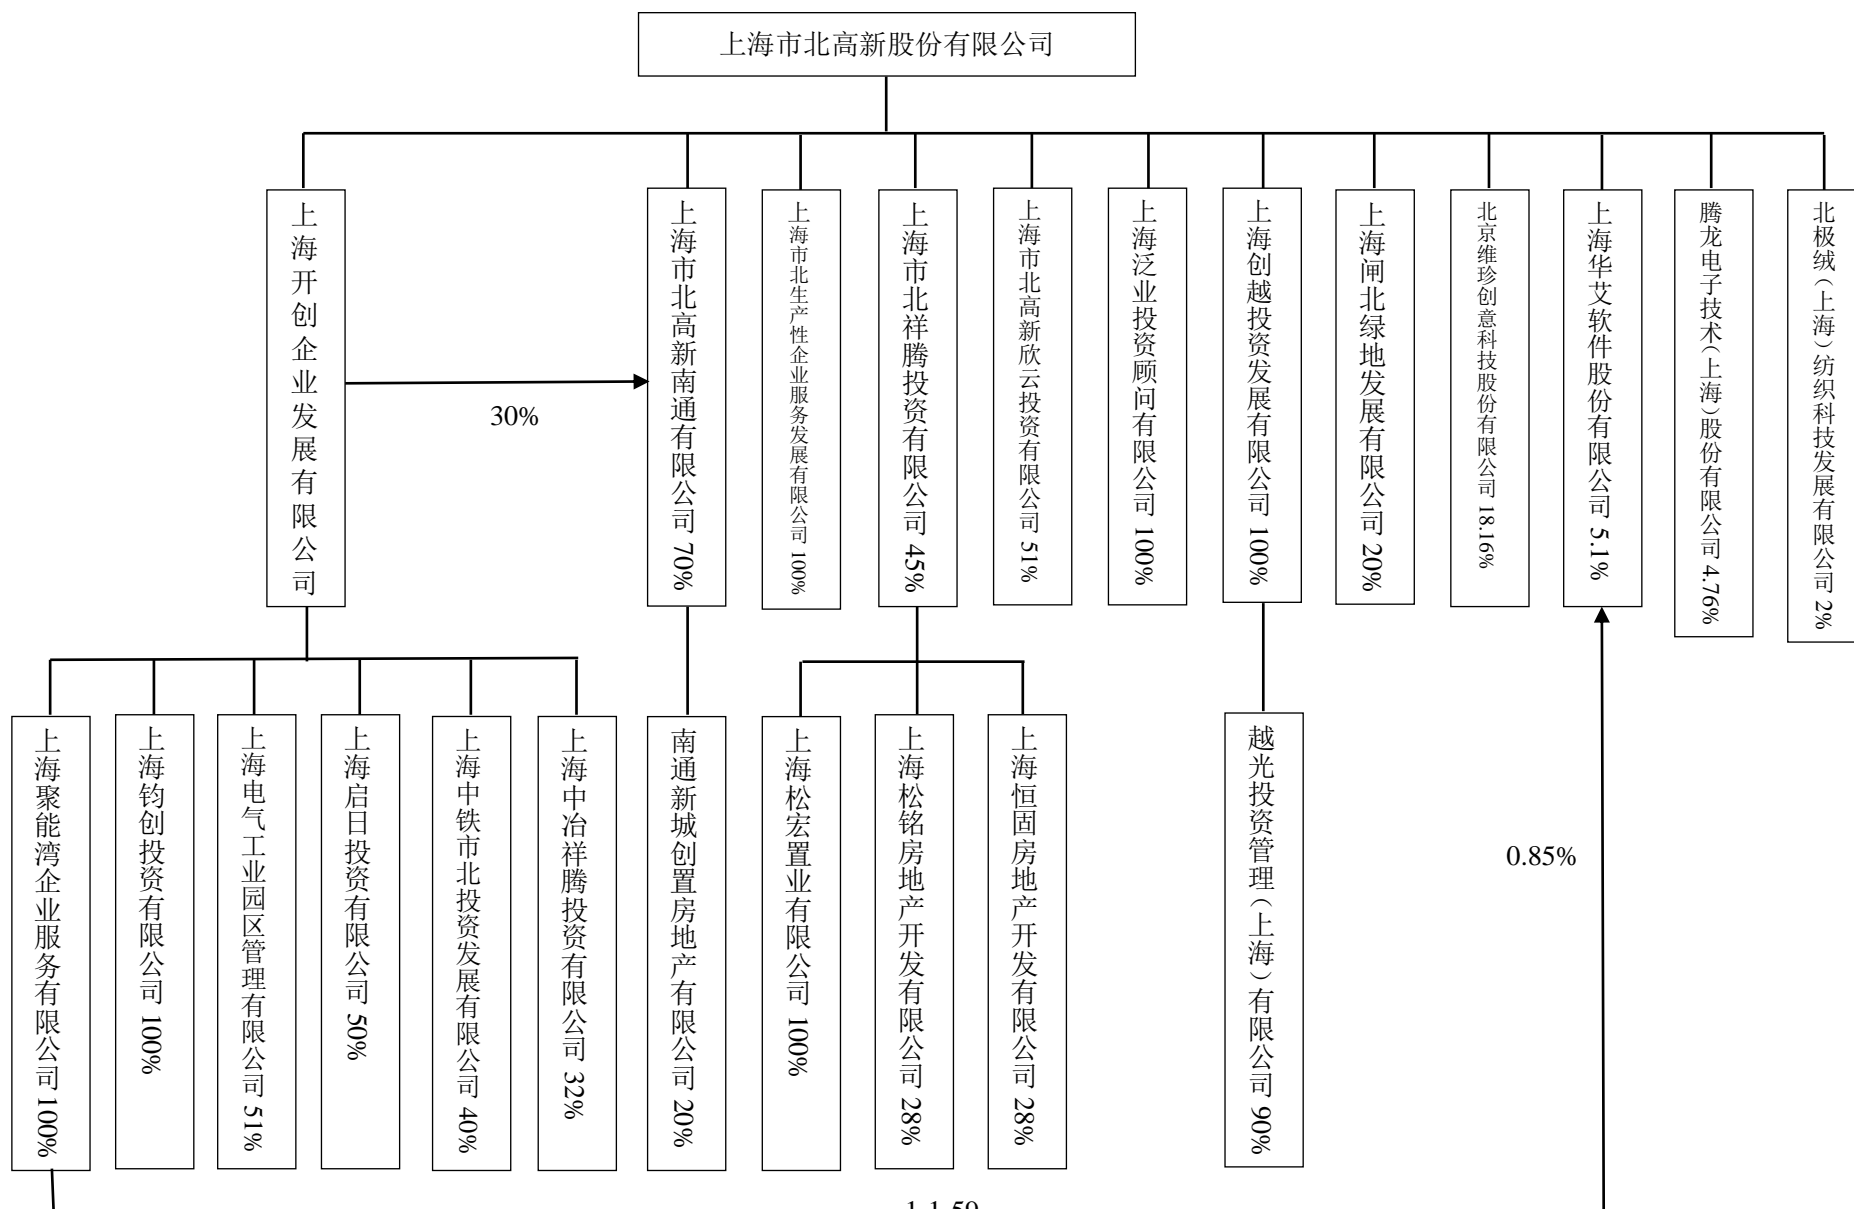 上海市北高新股份有限公司
上海开创企业发展有限公司
30%
上海市北高新南通有限公司 70%
上海市北生产性企业服务发展有限公司 100%
上海市北祥腾投资有限公司 45%
上海市北高新欣云投资有限公司 51%
上海泛业投资顾问有限公司 100%
上海创越投资发展有限公司 100%
上海闸北绿地发展有限公司 20%
北京维珍创意科技股份有限公司 18.16%
上海华艾软件股份有限公司 5.1%
腾龙电子技术（上海）股份有限公司 4.76%
北极绒（上海）纺织科技发展有限公司 2%
上海聚能湾企业服务有限公司 100%
上海钧创投资有限公司 100%
上海电气工业园区管理有限公司 51%
上海启日投资有限公司 50%
上海中铁市北投资发展有限公司 40%
上海中冶祥腾投资有限公司 32%
南通新城创置房地产有限公司 20%
上海松宏置业有限公司 100%
上海松铭房地产开发有限公司 28%
上海恒固房地产开发有限公司 28%
越光投资管理（上海）有限公司 90%
0.85%
1-1-59